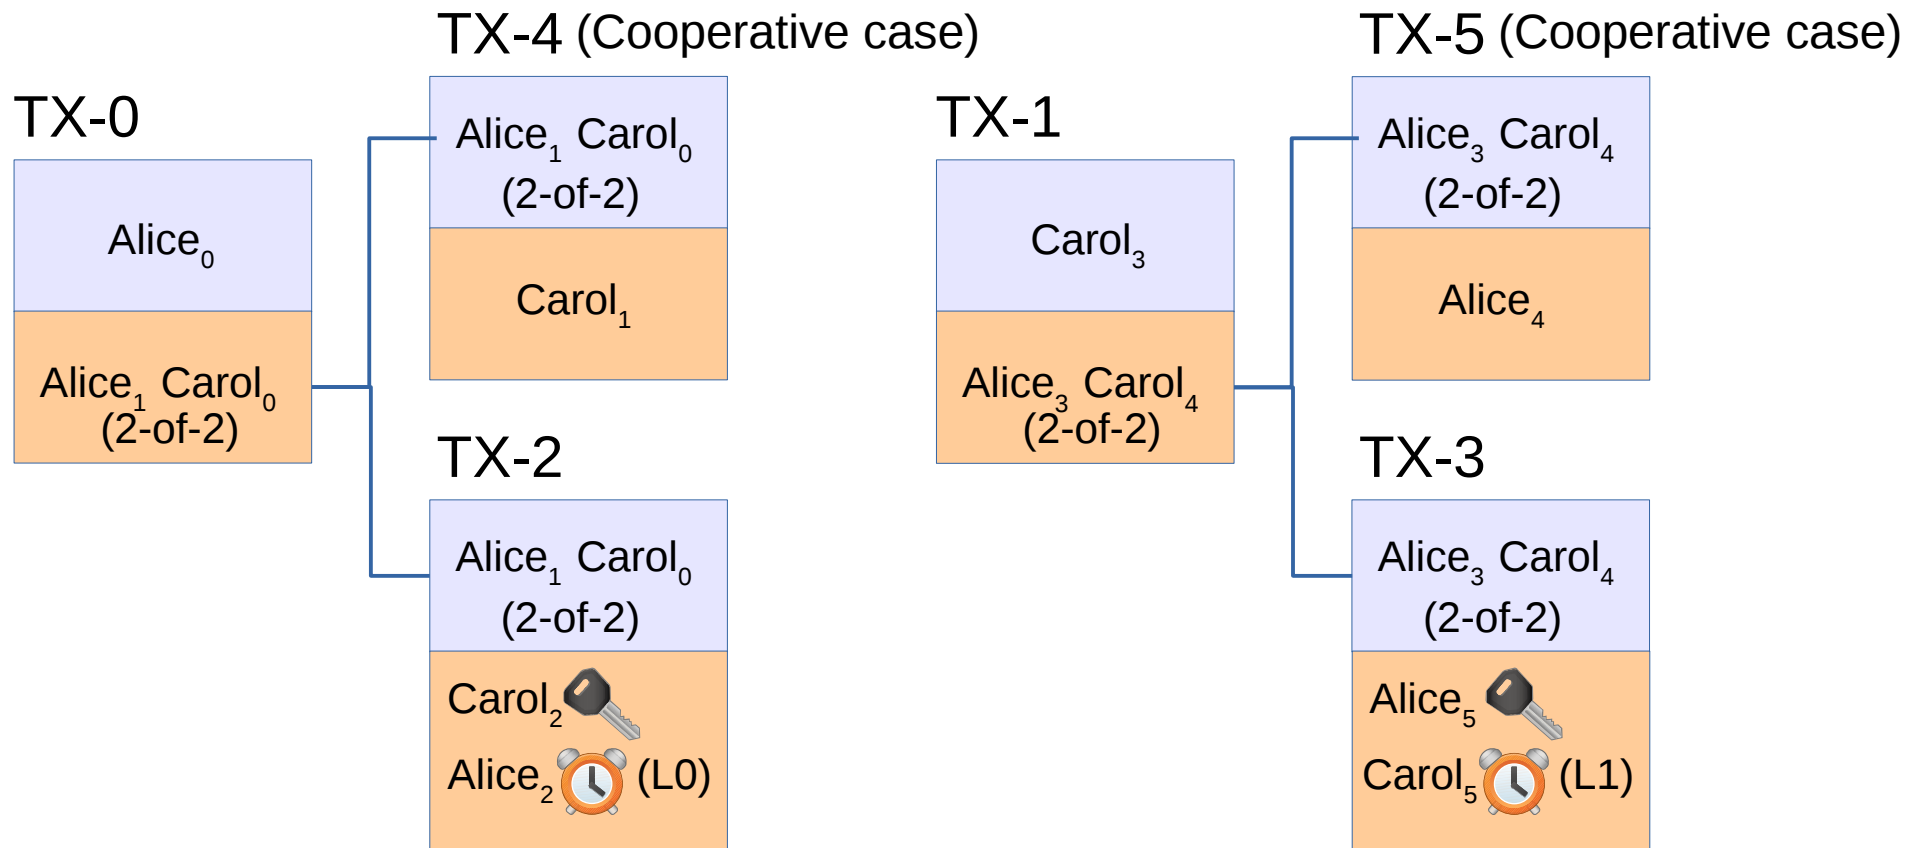 TX-0
Alice₀
Alice₁ Carol₀
(2-of-2)
TX-4 (Cooperative case)
Alice₁ Carol₀
(2-of-2)
Carol₁
TX-2
Alice₁ Carol₀
(2-of-2)
Carol₂
Alice₂ (L0)
TX-1
Carol₃
Alice₃ Carol₄
(2-of-2)
TX-5 (Cooperative case)
Alice₃ Carol₄
(2-of-2)
Alice₄
TX-3
Alice₃ Carol₄
(2-of-2)
Alice₅
Carol₅ (L1)